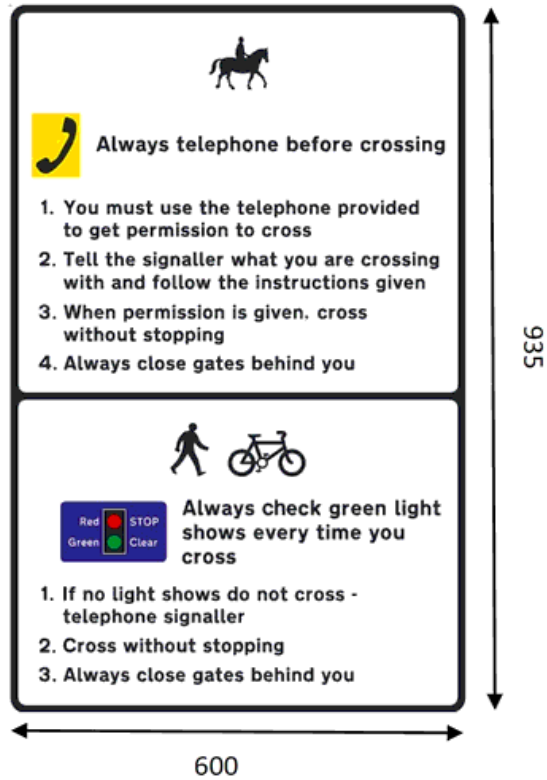 Always telephone before crossing
1. You must use the telephone provided
to get permission to cross
2. Tell the signaller what you are crossing
with and follow the instructions given
3. When permission is given, cross
without stopping
4. Always close gates behind you
Red STOP
Green Clear
Always check green light
shows every time you
cross
1. If no light shows do not cross -
telephone signaller
2. Cross without stopping
3. Always close gates behind you
935
600